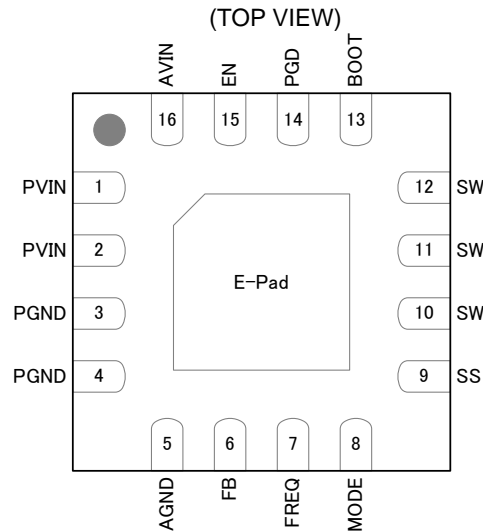 (TOP VIEW)
AVIN
EN
PGD
BOOT
16
15
14
13
PVIN 1
12 SW
PVIN 2
11 SW
E-Pad
PGND 3
10 SW
PGND 4
9 SS
5
6
7
8
AGND
FB
FREQ
MODE